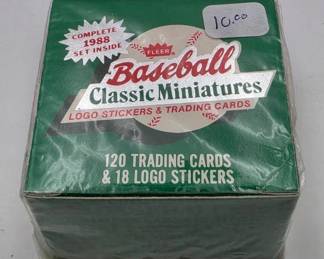 COMPLETE
1988
SET INSIDE
10.00
FLEER
Baseball
Classic Miniatures
LOGO STICKERS & TRADING CARDS
120 TRADING CARDS
& 18 LOGO STICKERS